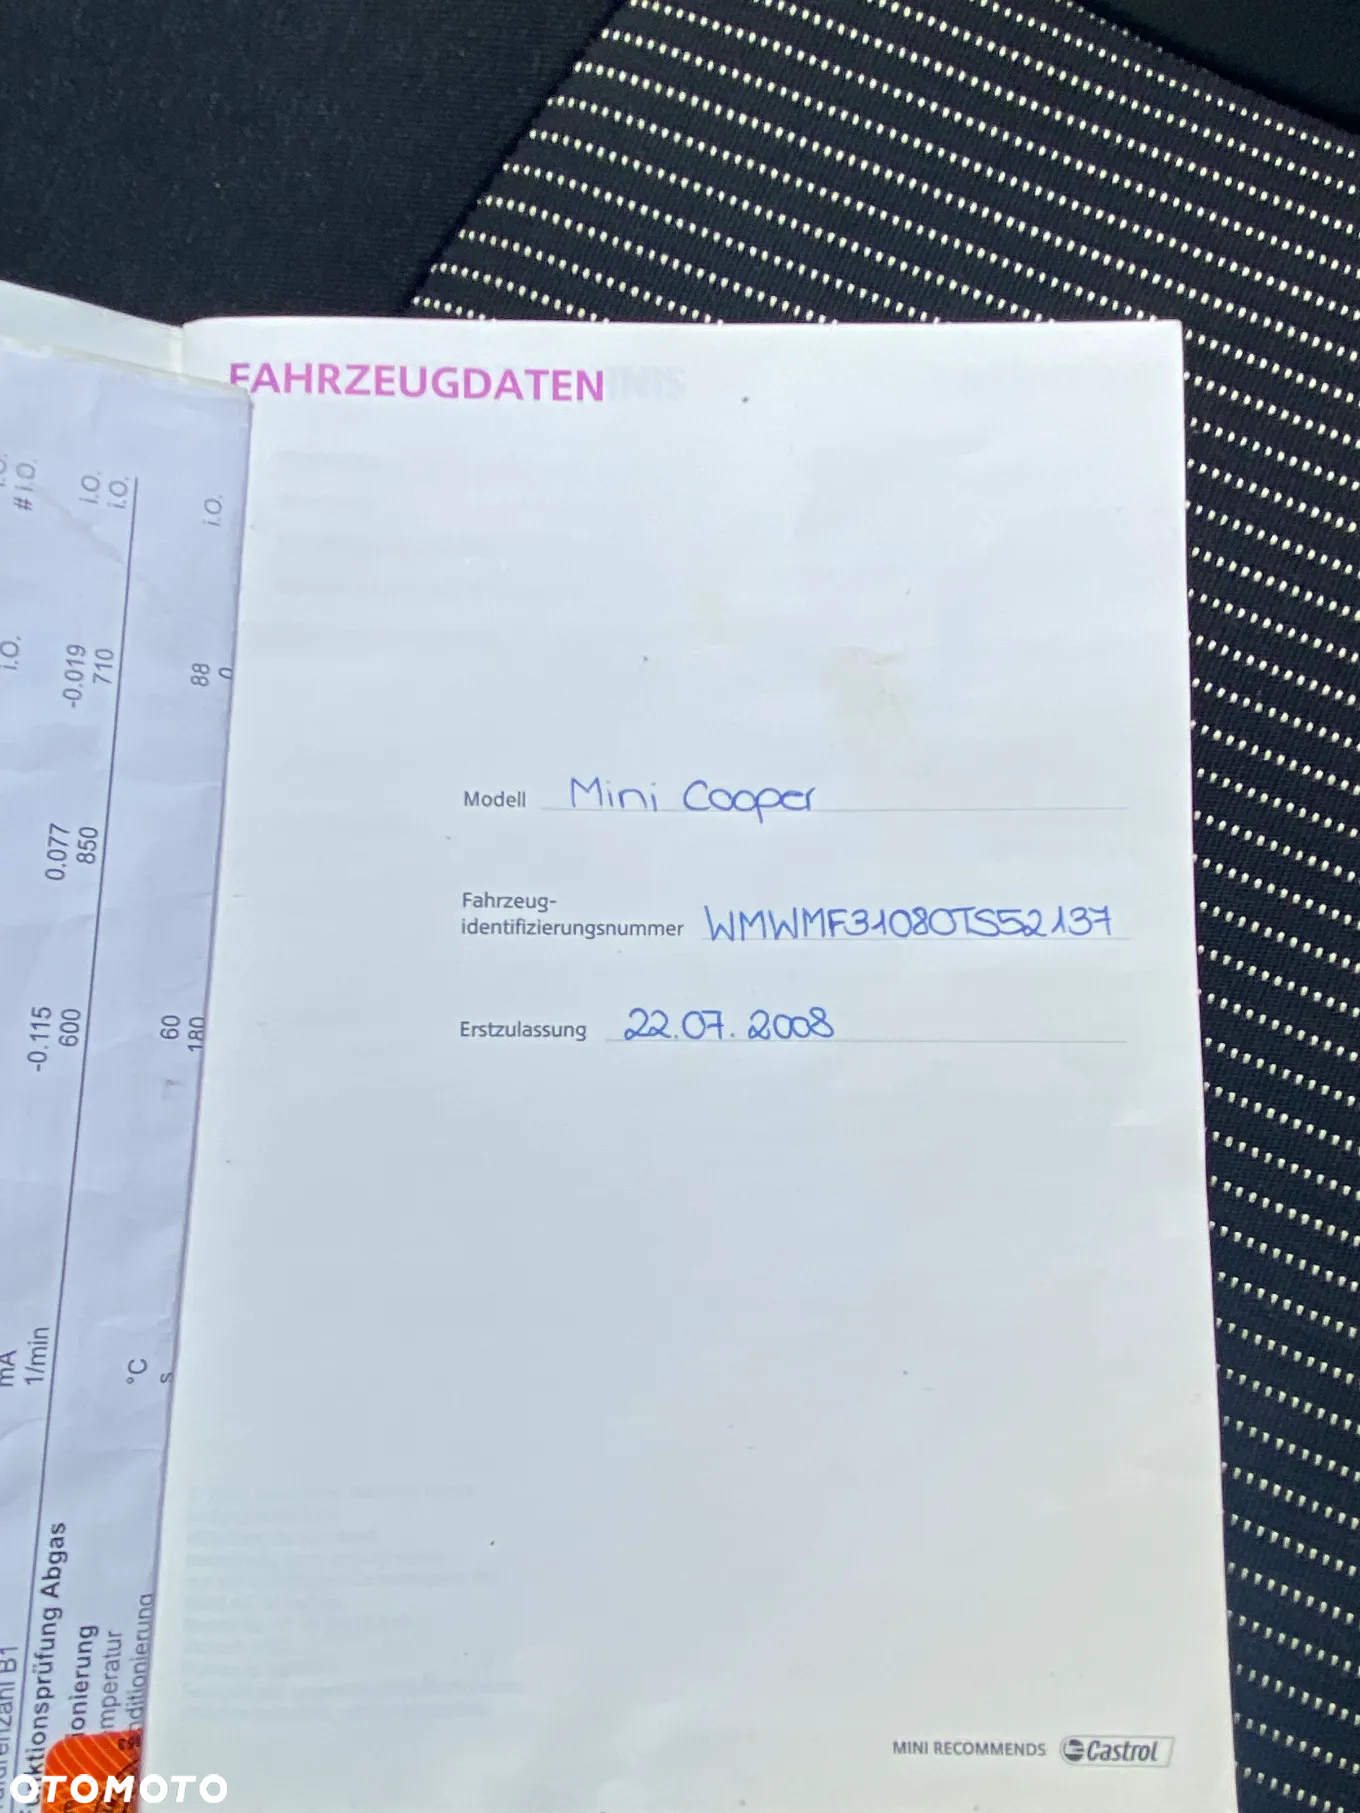 FAHRZEUGDATEN
Modell Mini Cooper
Fahrzeug-
identifizierungsnummer WMWMF31080TS52137
Erstzulassung 22.07.2008
MINI RECOMMENDS Castrol
# i.O.
i.O.
i.O.
i.O.
i.O.
-0.019
710
88
0
0.077
850
-0.115
600
60
180
mA
1/min
°C
s
Abgas
OTOMOTO